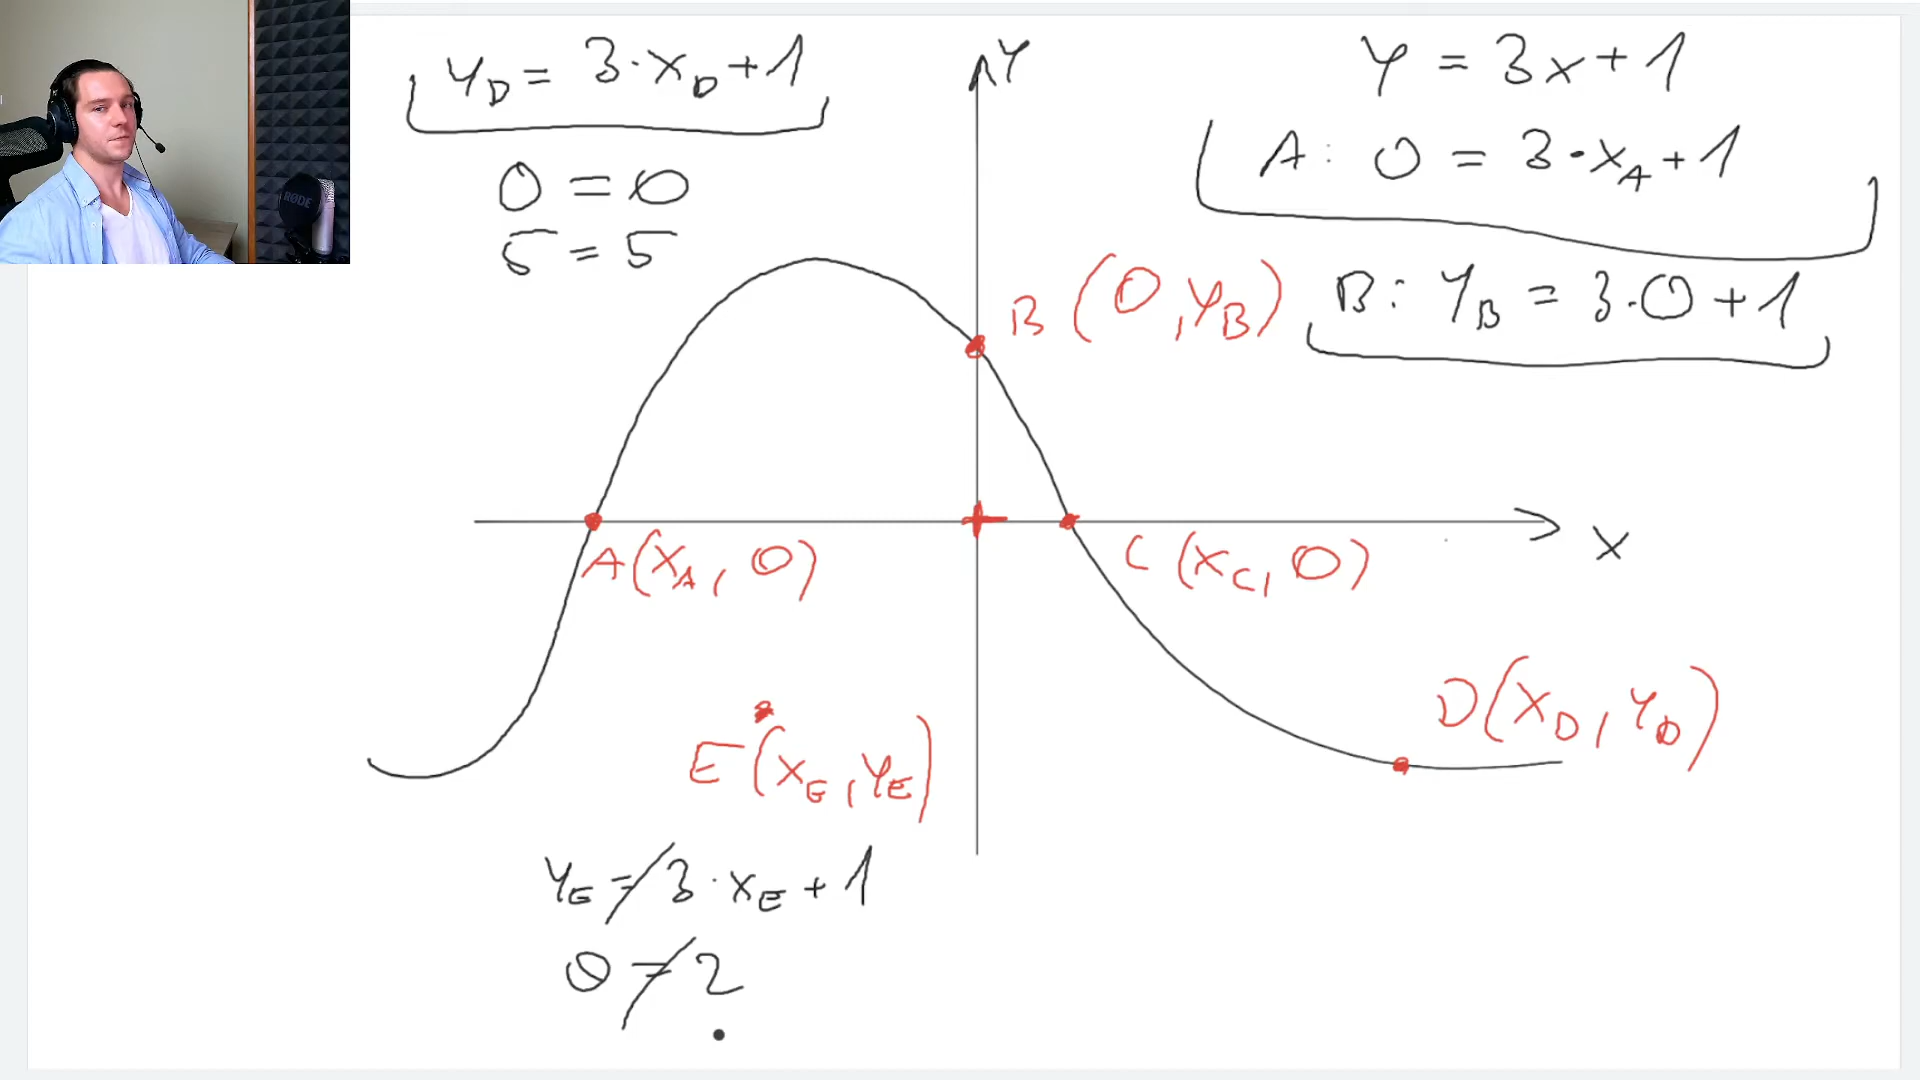 RØDE
Y_D = 3·X_D + 1
0 = 0
5 = 5
Y
Y = 3x + 1
A: 0 = 3·X_A + 1
B: Y_B = 3·0 + 1
B (0, Y_B)
A (X_A, 0)
C (X_C, 0)
X
D (X_D, Y_D)
E (X_E, Y_E)
Y_E ≠ 3·X_E + 1
0 ≠ 2